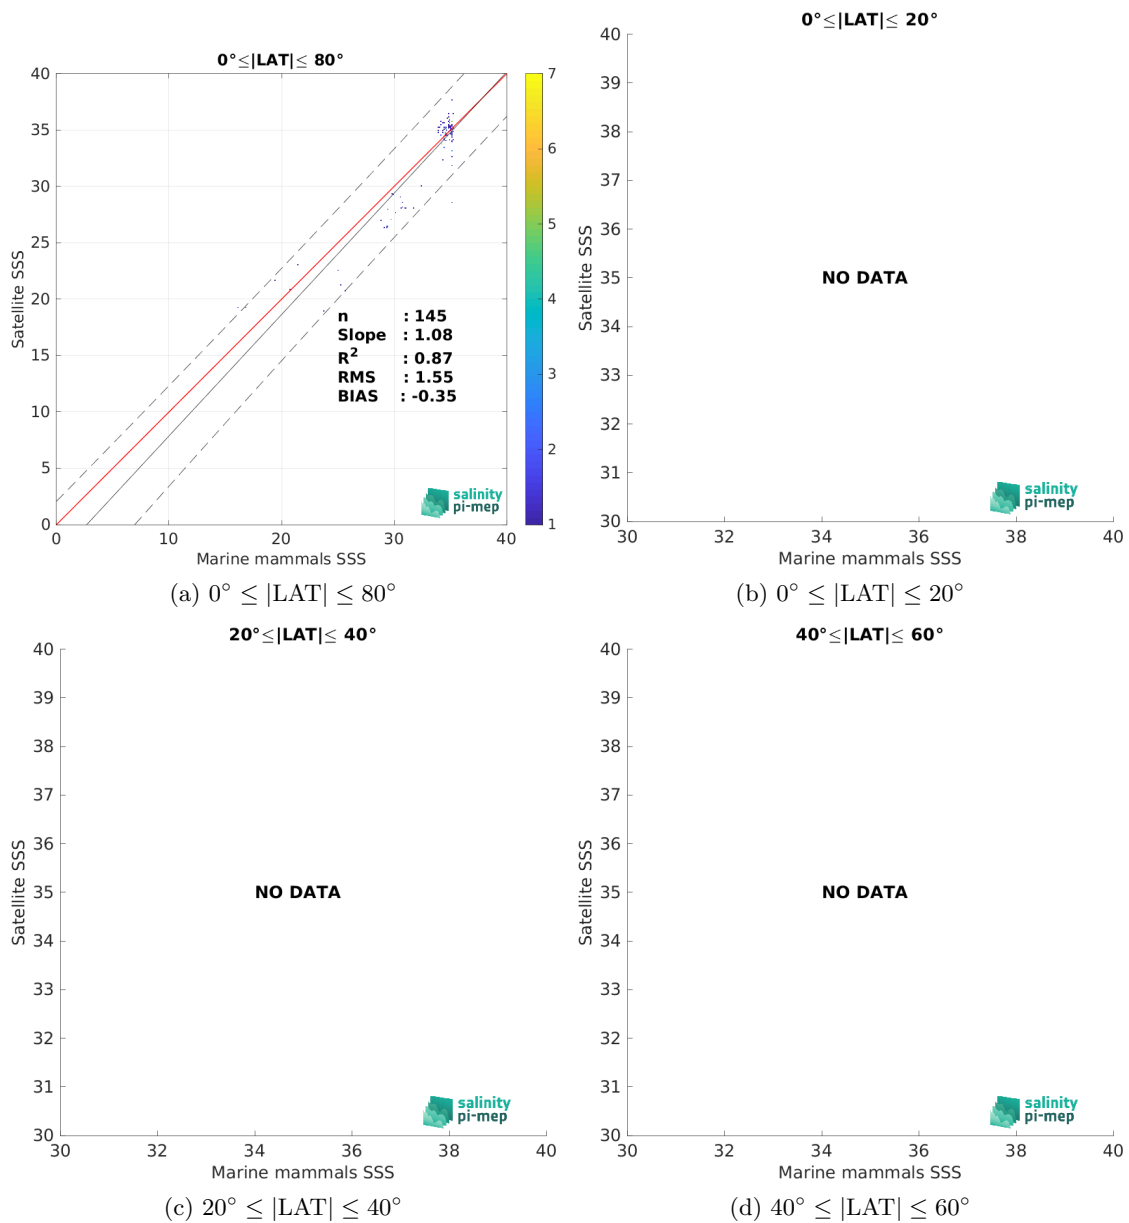 0°≤|LAT|≤ 80°
40
35
30
25
20
15
10
5
0
Satellite SSS
7
6
5
4
3
2
1
n : 145
Slope : 1.08
R² : 0.87
RMS : 1.55
BIAS : -0.35
salinity
pi-mep
0 10 20 30 40
Marine mammals SSS
(a) 0° ≤ |LAT| ≤ 80°
0°≤|LAT|≤ 20°
40
39
38
37
36
35
34
33
32
31
30
Satellite SSS
NO DATA
salinity
pi-mep
30 32 34 36 38 40
Marine mammals SSS
(b) 0° ≤ |LAT| ≤ 20°
20°≤|LAT|≤ 40°
40
39
38
37
36
35
34
33
32
31
30
Satellite SSS
NO DATA
salinity
pi-mep
30 32 34 36 38 40
Marine mammals SSS
(c) 20° ≤ |LAT| ≤ 40°
40°≤|LAT|≤ 60°
40
39
38
37
36
35
34
33
32
31
30
Satellite SSS
NO DATA
salinity
pi-mep
30 32 34 36 38 40
Marine mammals SSS
(d) 40° ≤ |LAT| ≤ 60°